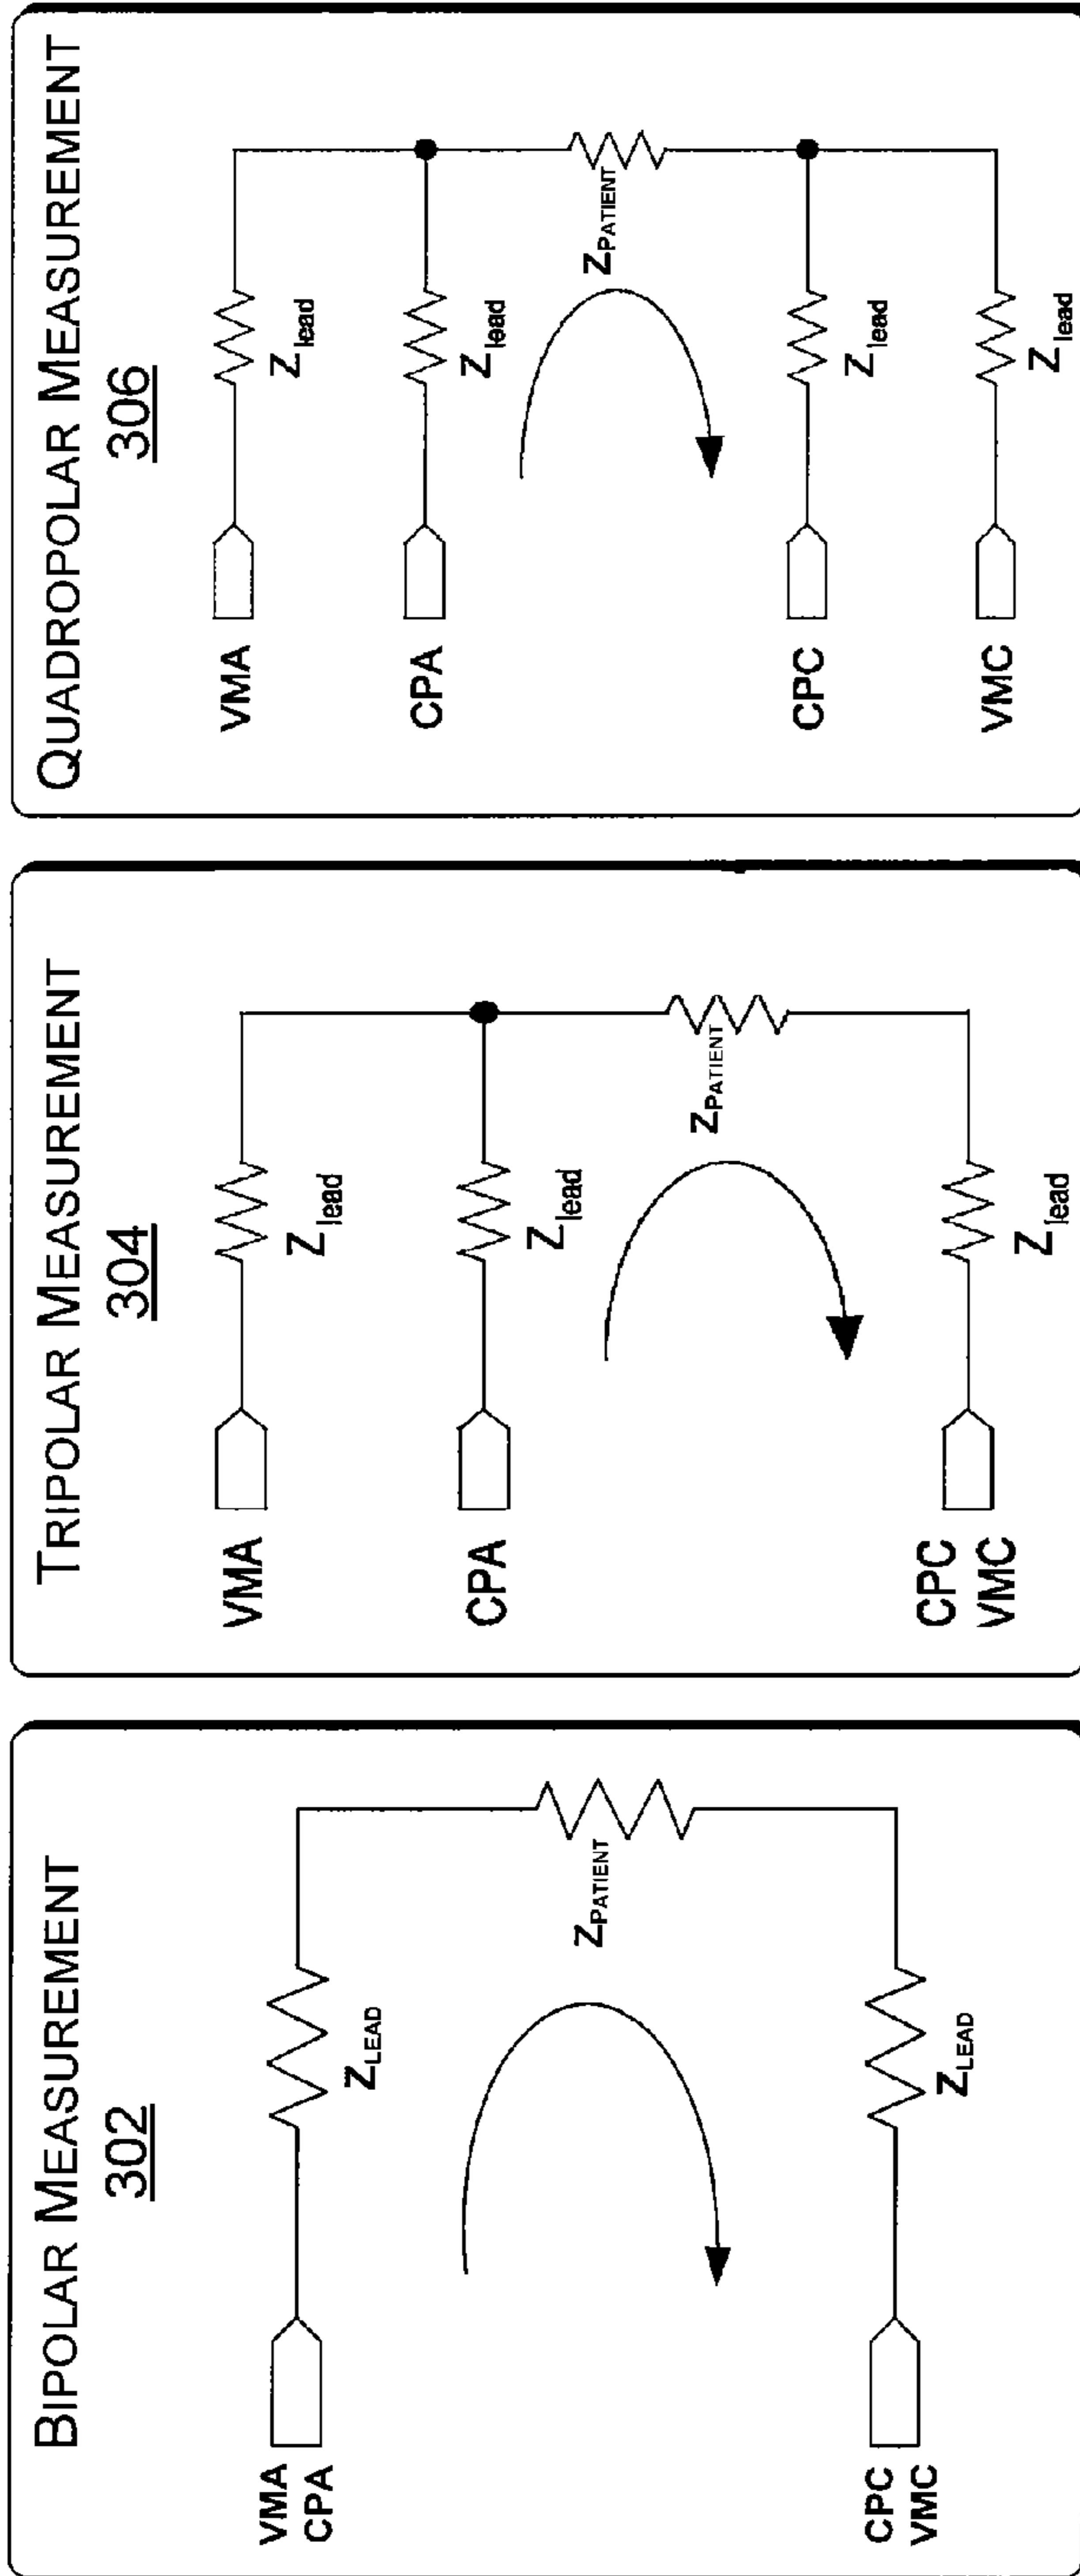 BIPOLAR MEASUREMENT
302
VMA
CPA
ZLEAD
ZPATIENT
CPC
VMC
ZLEAD
TRIPOLAR MEASUREMENT
304
VMA
Zlead
CPA
Zlead
ZPATIENT
CPC
VMC
Zlead
QUADROPOLAR MEASUREMENT
306
VMA
Zlead
CPA
Zlead
ZPATIENT
CPC
Zlead
VMC
Zlead